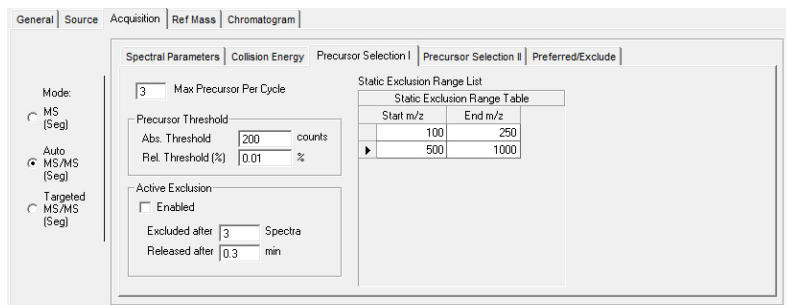 General Source Acquisition Ref Mass Chromatogram
Spectral Parameters Collision Energy Precursor Selection I Precursor Selection II Preferred/Exclude
Mode:
MS
(Seg)
Auto
MS/MS
(Seg)
Targeted
MS/MS
(Seg)
3 Max Precursor Per Cycle
Precursor Threshold
Abs. Threshold 200 counts
Rel. Threshold (%) 0.01 %
Active Exclusion
Enabled
Excluded after 3 Spectra
Released after 0.3 min
Static Exclusion Range List
Static Exclusion Range Table
Start m/z End m/z
100 250
500 1000